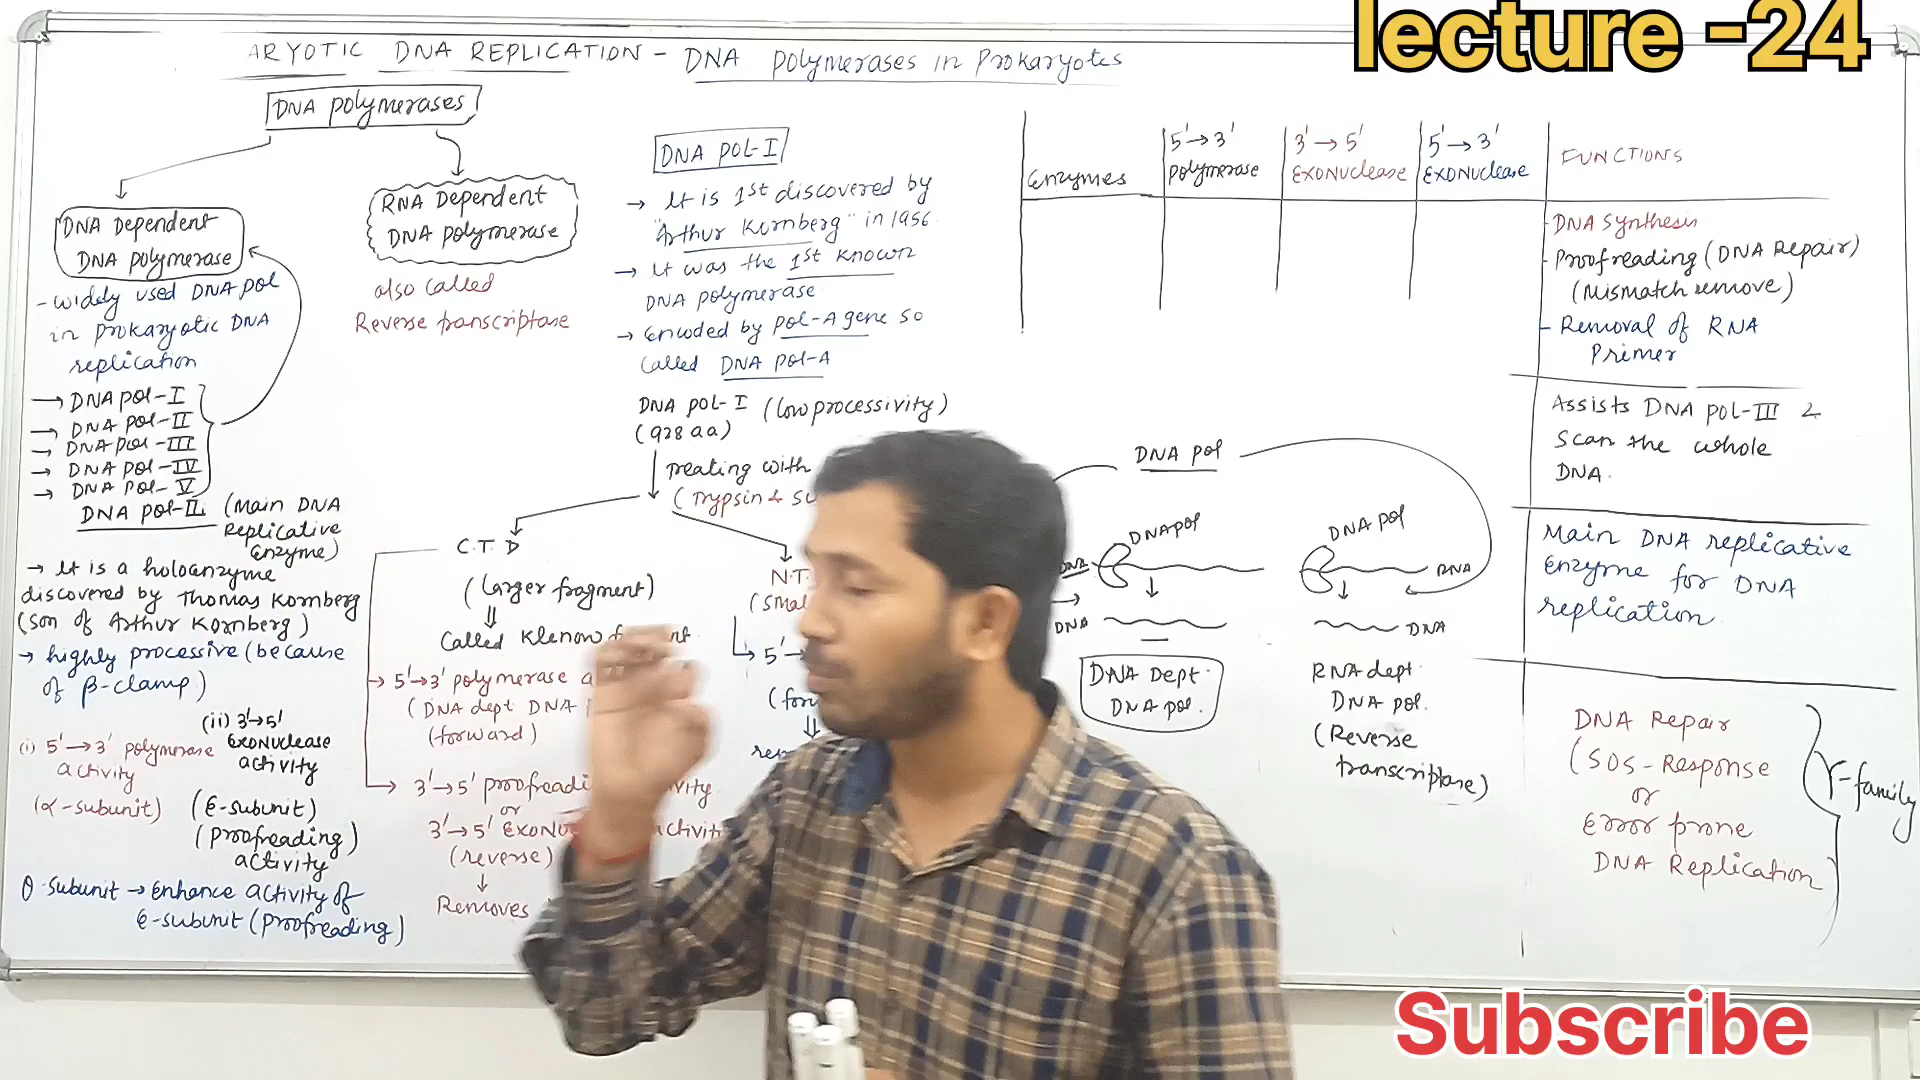 lecture -24
ARYOTIC DNA REPLICATION - DNA polymerases in Prokaryotes
DNA polymerases
DNA Dependent
DNA polymerase
- widely used DNA pol
in prokaryotic DNA
replication
→ DNA pol-I
→ DNA pol-II
→ DNA pol-III
→ DNA pol-IV
→ DNA pol-V
RNA Dependent
DNA polymerase
also called
Reverse transcriptase
(Main DNA
Replicative
Enzyme)
→ It is a holoenzyme
discovered by Thomas Kornberg
(son of Arthur Kornberg)
→ highly processive (because
of β-clamp)
(i) 5'→3' polymerase
activity
(α-subunit)
(ii) 3'→5'
Exonuclease
activity
(ε-subunit)
(proofreading)
activity
θ-subunit → Enhance activity of
ε-subunit (proofreading)
DNA Pol-I
→ It is 1st discovered by
"Arthur Kornberg" in 1956.
→ It was the 1st known
DNA polymerase
→ Encoded by pol-A gene so
called DNA pol-A
DNA pol-I (low processivity)
(928 aa)
treating with
(Trypsin &
C.T.D
(larger fragment)
⇓
Called Klenow
5'→3' polymerase
(DNA dept DNA
(forward)
3'→5'
or
3'→5'
(reverse)
↓
Removes
N.T.
5'→
DNA pol
DNA pol
DNA
DNA
DNA Dept.
DNA pol.
DNA pol
RNA
DNA
RNA dept.
DNA pol.
(Reverse
transcriptase)
Enzymes
5'→3'
polymerase
3'→5'
Exonuclease
5'→3'
Exonuclease
FUNCTIONS
- DNA Synthesis
- Proofreading (DNA Repair)
(Mismatch remove)
- Removal of RNA
Primer
Assists DNA pol-III &
Scan the whole
DNA.
Main DNA replicative
Enzyme for DNA
replication
DNA Repair
(SOS-Response
or
Error prone
DNA Replication
Y-family
Subscribe